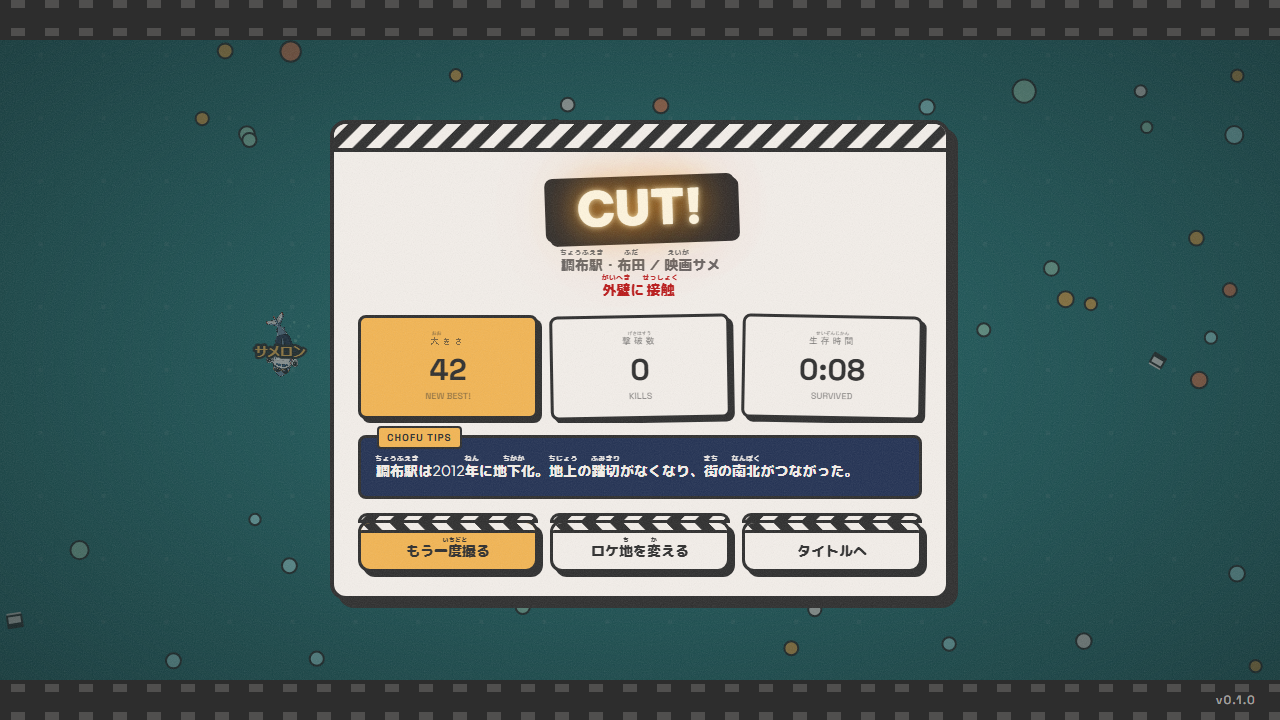 CUT!
調布駅・布田 / 映画サメ
外壁に接触
サメロン
大きさ
42
NEW BEST!
撃破数
0
KILLS
生存時間
0:08
SURVIVED
CHOFU TIPS
調布駅は2012年に地下化。地上の踏切がなくなり、街の南北がつながった。
もう一度撮る
ロケ地を変える
タイトルへ
v0.1.0